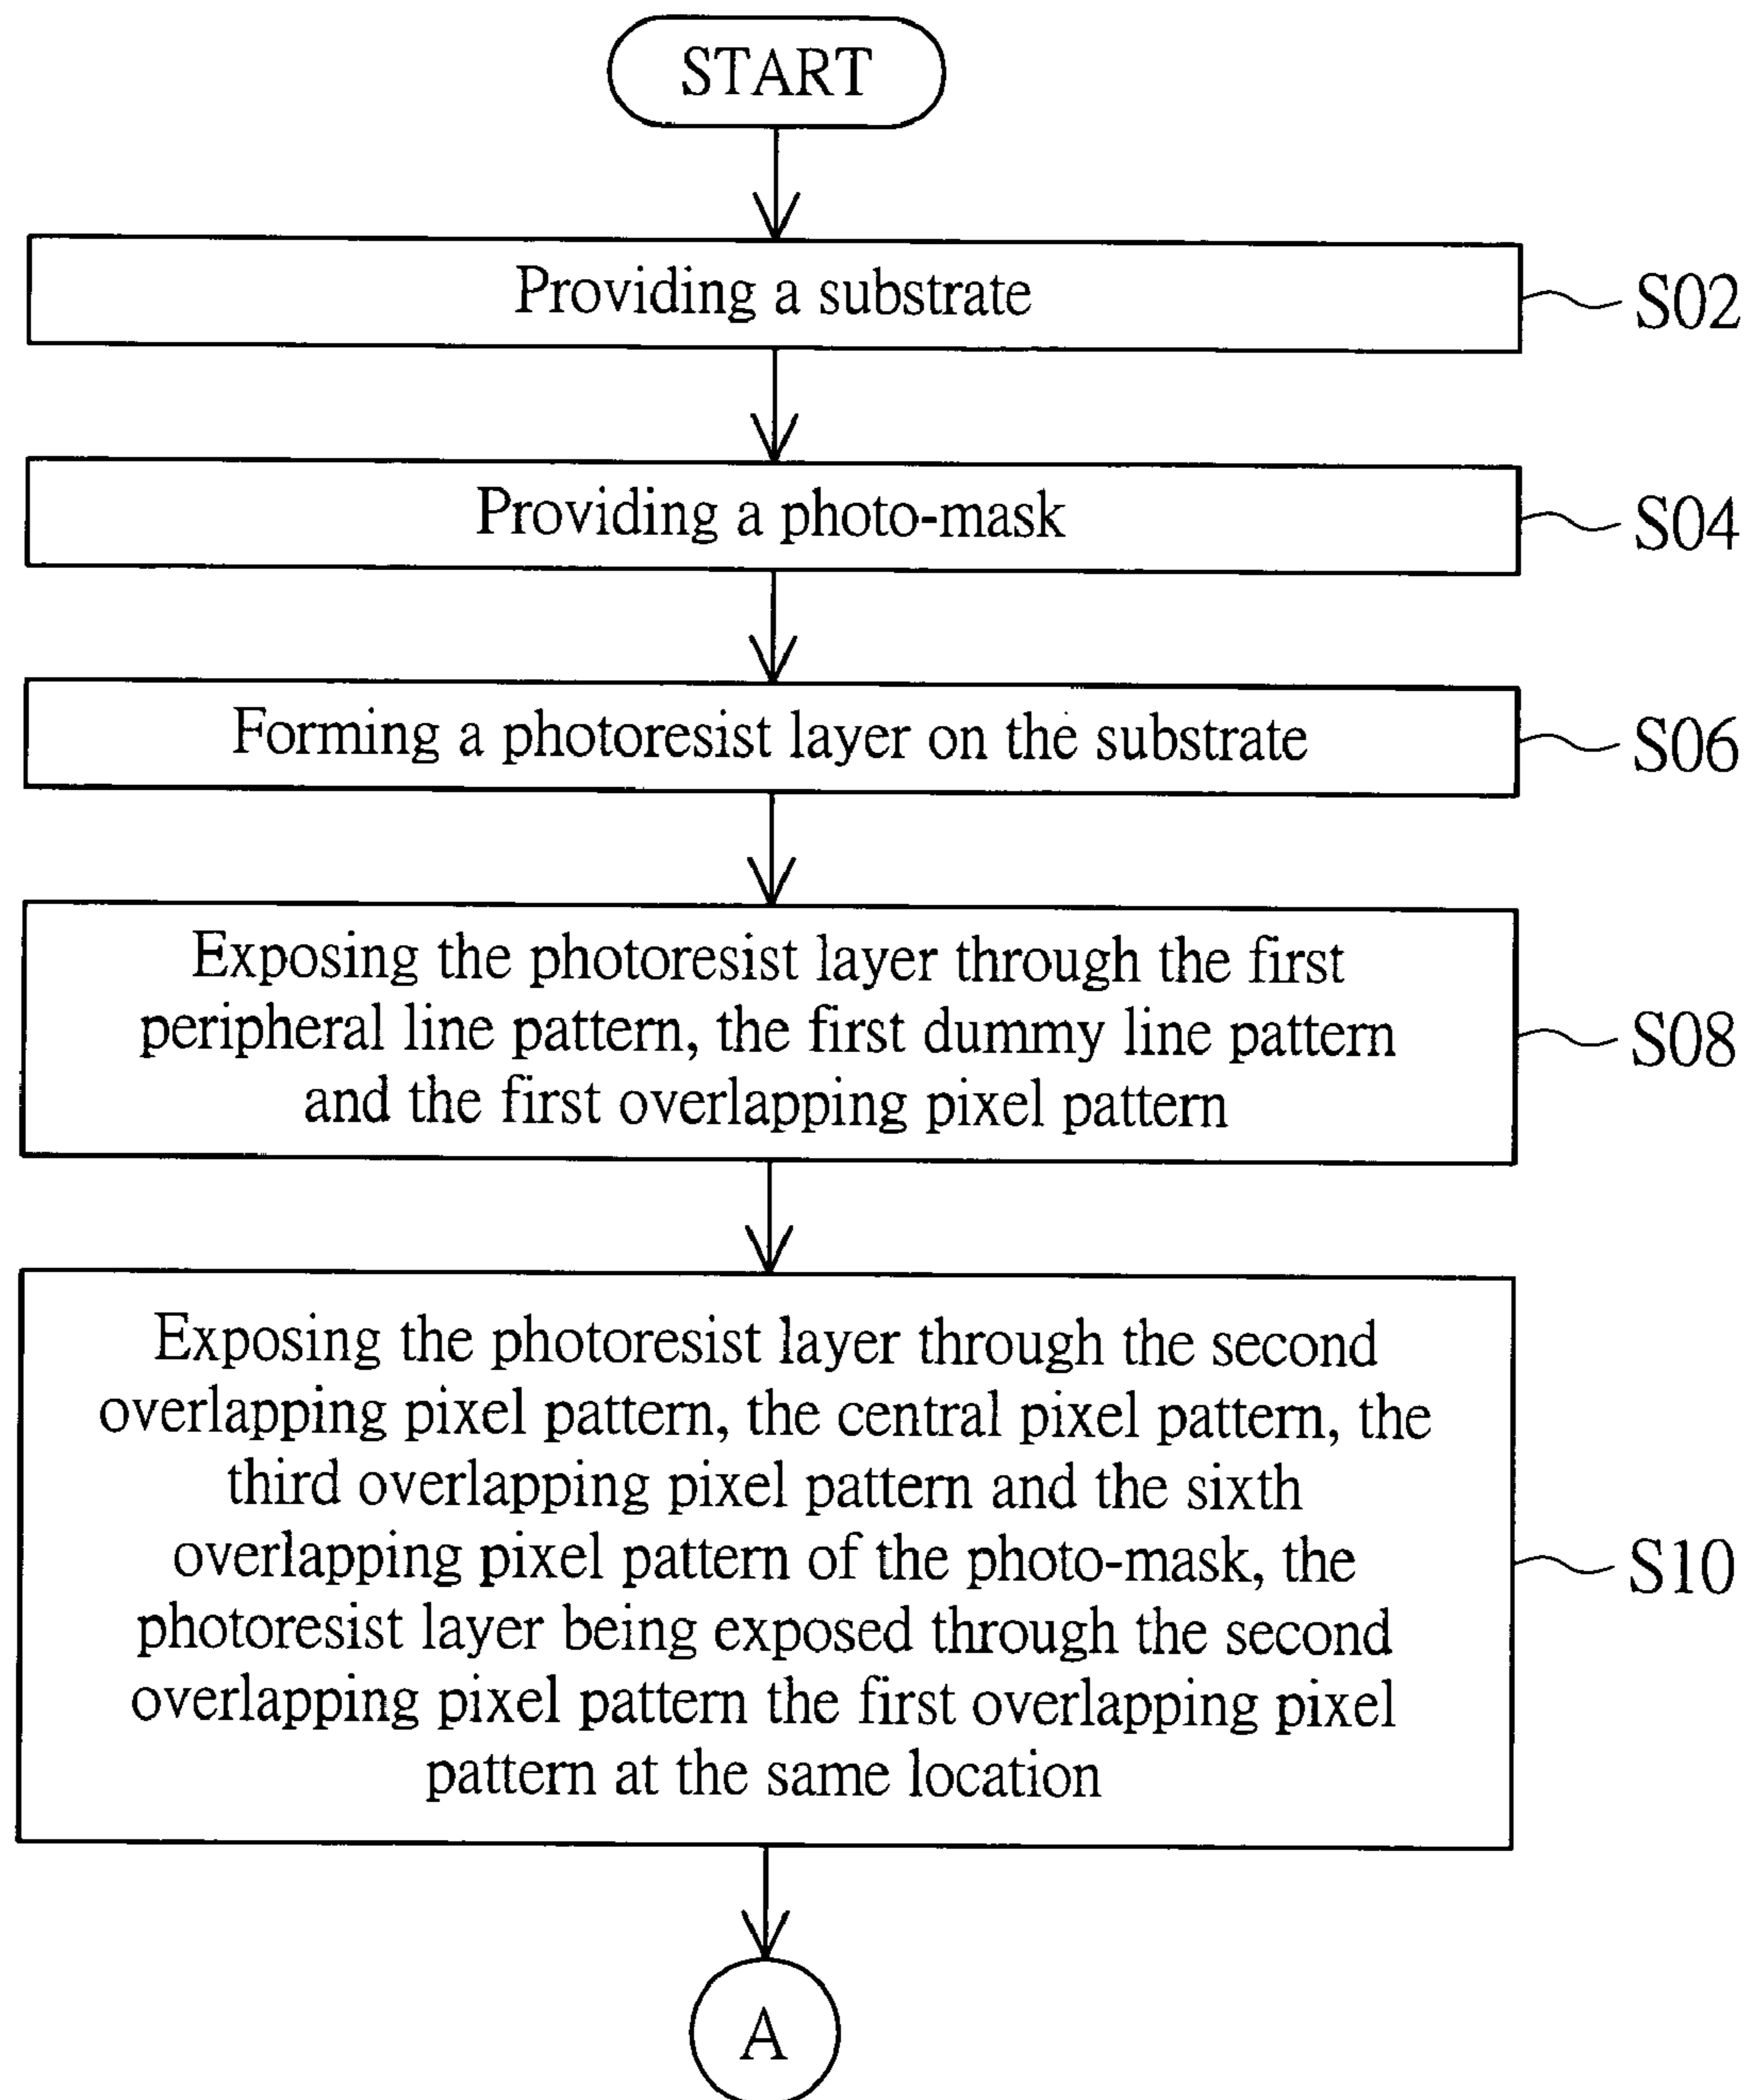 START
Providing a substrate
S02
Providing a photo-mask
S04
Forming a photoresist layer on the substrate
S06
Exposing the photoresist layer through the first
peripheral line pattern, the first dummy line pattern
and the first overlapping pixel pattern
S08
Exposing the photoresist layer through the second
overlapping pixel pattern, the central pixel pattern, the
third overlapping pixel pattern and the sixth
overlapping pixel pattern of the photo-mask, the
photoresist layer being exposed through the second
overlapping pixel pattern the first overlapping pixel
pattern at the same location
S10
A